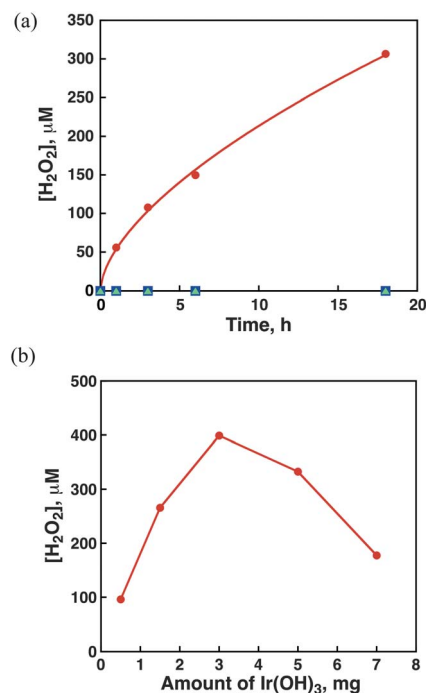 (a)
350
300
250
200
150
100
50
0
[H₂O₂], μM
0 5 10 15 20
Time, h
(b)
500
400
300
200
100
0
[H₂O₂], μM
0 1 2 3 4 5 6 7 8
Amount of Ir(OH)₃, mg